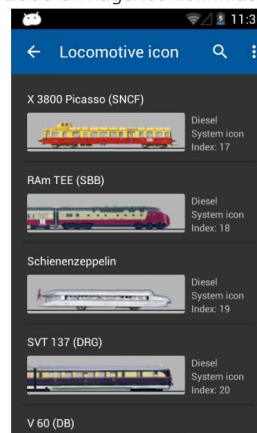 11:3
Locomotive icon
X 3800 Picasso (SNCF)
Diesel
System icon
Index: 17
RAm TEE (SBB)
Diesel
System icon
Index: 18
Schienenzeppelin
Diesel
System icon
Index: 19
SVT 137 (DRG)
Diesel
System icon
Index: 20
V 60 (DB)